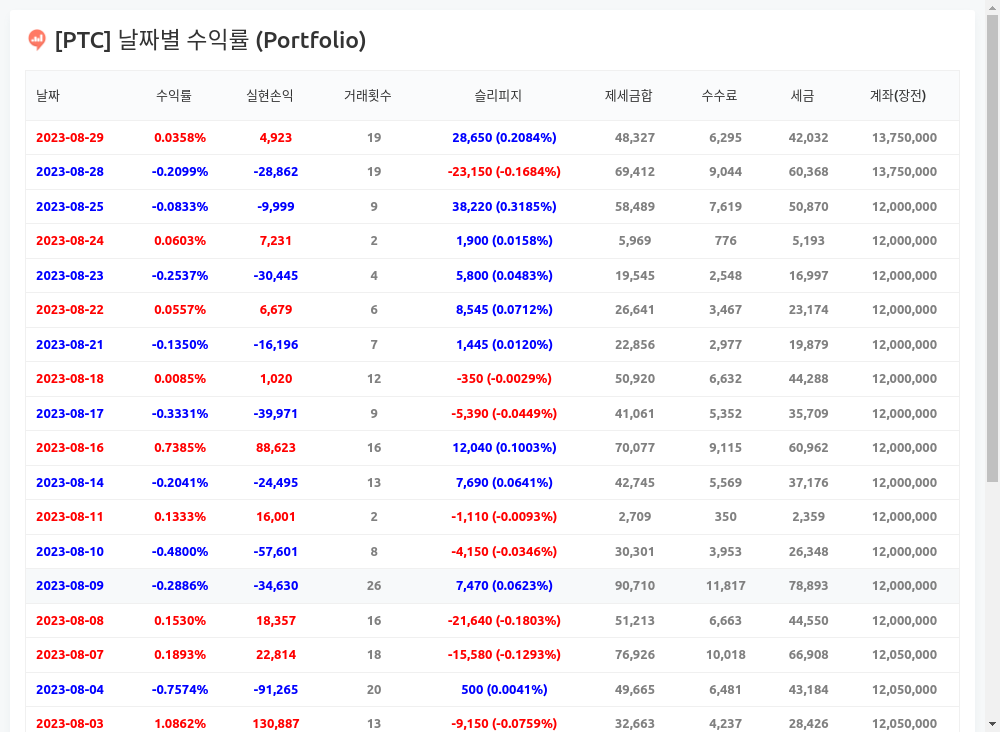 [PTC] 날짜별 수익률 (Portfolio)
날짜 수익률 실현손익 거래횟수 슬리피지 제세금합 수수료 세금 계좌(장전)
2023-08-29 0.0358% 4,923 19 28,650 (0.2084%) 48,327 6,295 42,032 13,750,000
2023-08-28 -0.2099% -28,862 19 -23,150 (-0.1684%) 69,412 9,044 60,368 13,750,000
2023-08-25 -0.0833% -9,999 9 38,220 (0.3185%) 58,489 7,619 50,870 12,000,000
2023-08-24 0.0603% 7,231 2 1,900 (0.0158%) 5,969 776 5,193 12,000,000
2023-08-23 -0.2537% -30,445 4 5,800 (0.0483%) 19,545 2,548 16,997 12,000,000
2023-08-22 0.0557% 6,679 6 8,545 (0.0712%) 26,641 3,467 23,174 12,000,000
2023-08-21 -0.1350% -16,196 7 1,445 (0.0120%) 22,856 2,977 19,879 12,000,000
2023-08-18 0.0085% 1,020 12 -350 (-0.0029%) 50,920 6,632 44,288 12,000,000
2023-08-17 -0.3331% -39,971 9 -5,390 (-0.0449%) 41,061 5,352 35,709 12,000,000
2023-08-16 0.7385% 88,623 16 12,040 (0.1003%) 70,077 9,115 60,962 12,000,000
2023-08-14 -0.2041% -24,495 13 7,690 (0.0641%) 42,745 5,569 37,176 12,000,000
2023-08-11 0.1333% 16,001 2 -1,110 (-0.0093%) 2,709 350 2,359 12,000,000
2023-08-10 -0.4800% -57,601 8 -4,150 (-0.0346%) 30,301 3,953 26,348 12,000,000
2023-08-09 -0.2886% -34,630 26 7,470 (0.0623%) 90,710 11,817 78,893 12,000,000
2023-08-08 0.1530% 18,357 16 -21,640 (-0.1803%) 51,213 6,663 44,550 12,000,000
2023-08-07 0.1893% 22,814 18 -15,580 (-0.1293%) 76,926 10,018 66,908 12,050,000
2023-08-04 -0.7574% -91,265 20 500 (0.0041%) 49,665 6,481 43,184 12,050,000
2023-08-03 1.0862% 130,887 13 -9,150 (-0.0759%) 32,663 4,237 28,426 12,050,000